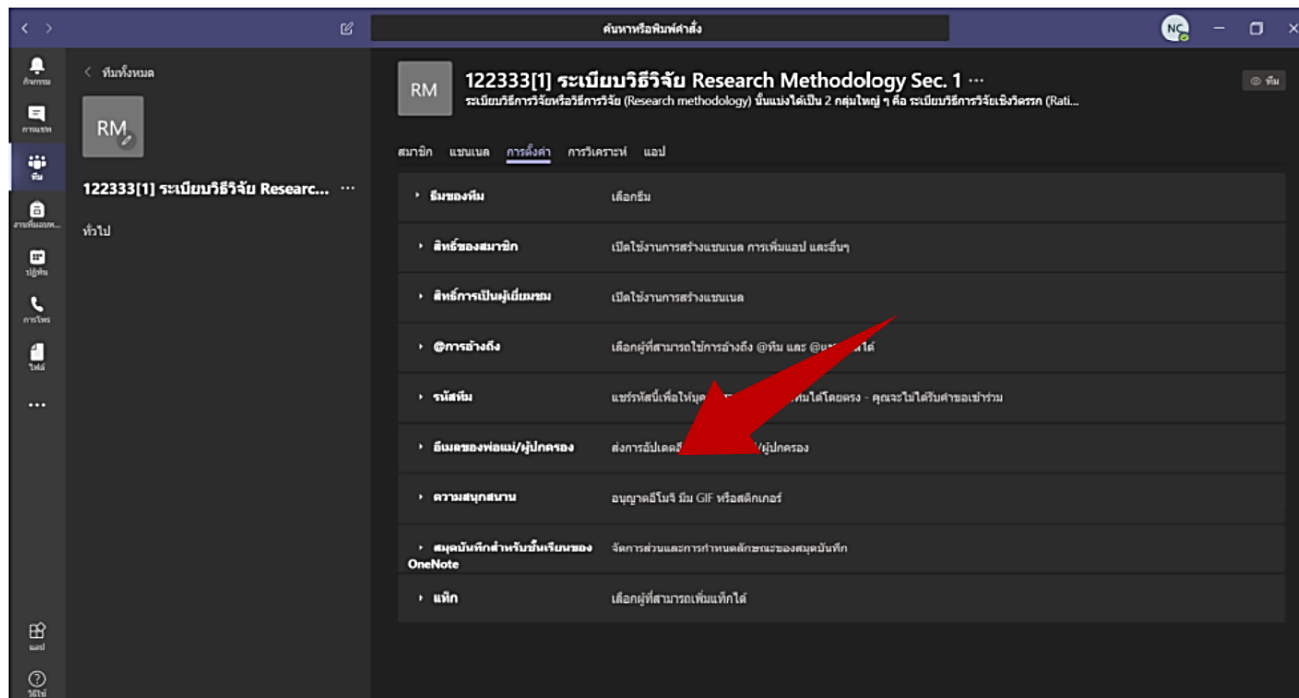 ค้นหาหรือพิมพ์คำสั่ง
NC
กิจกรรม
การแชท
ทีม
งานที่มอบห...
ปฏิทิน
การโทร
ไฟล์
...
แอป
วิธีใช้
ทีมทั้งหมด
RM
122333[1] ระเบียบวิธีวิจัย Researc... ...
ทั่วไป
RM
122333[1] ระเบียบวิธีวิจัย Research Methodology Sec. 1 ...
ระเบียบวิธีการวิจัยหรือวิธีการวิจัย (Research methodology) นั้นแบ่งได้เป็น 2 กลุ่มใหญ่ ๆ คือ ระเบียบวิธีการวิจัยเชิงวิตรรก (Rati...
ทีม
สมาชิก แชนเนล การตั้งค่า การวิเคราะห์ แอป
ธีมของทีม เลือกธีม
สิทธิ์ของสมาชิก เปิดใช้งานการสร้างแชนเนล การเพิ่มแอป และอื่นๆ
สิทธิ์การเป็นผู้เยี่ยมชม เปิดใช้งานการสร้างแชนเนล
@การอ้างถึง เลือกผู้ที่สามารถใช้การอ้างถึง @ทีม และ ได้
รหัสทีม แชร์รหัสนี้เพื่อให้ ทีมได้โดยตรง - คุณจะไม่ได้รับคำขอเข้าร่วม
อีเมลของพ่อแม่/ผู้ปกครอง ส่งการอัปเดต /ผู้ปกครอง
ความสนุกสนาน อนุญาตอีโมจิ มีม GIF หรือสติกเกอร์
สมุดบันทึกสำหรับชั้นเรียนของ จัดการส่วนและการกำหนดลักษณะของสมุดบันทึก
OneNote
แท็ก เลือกผู้ที่สามารถเพิ่มแท็กได้